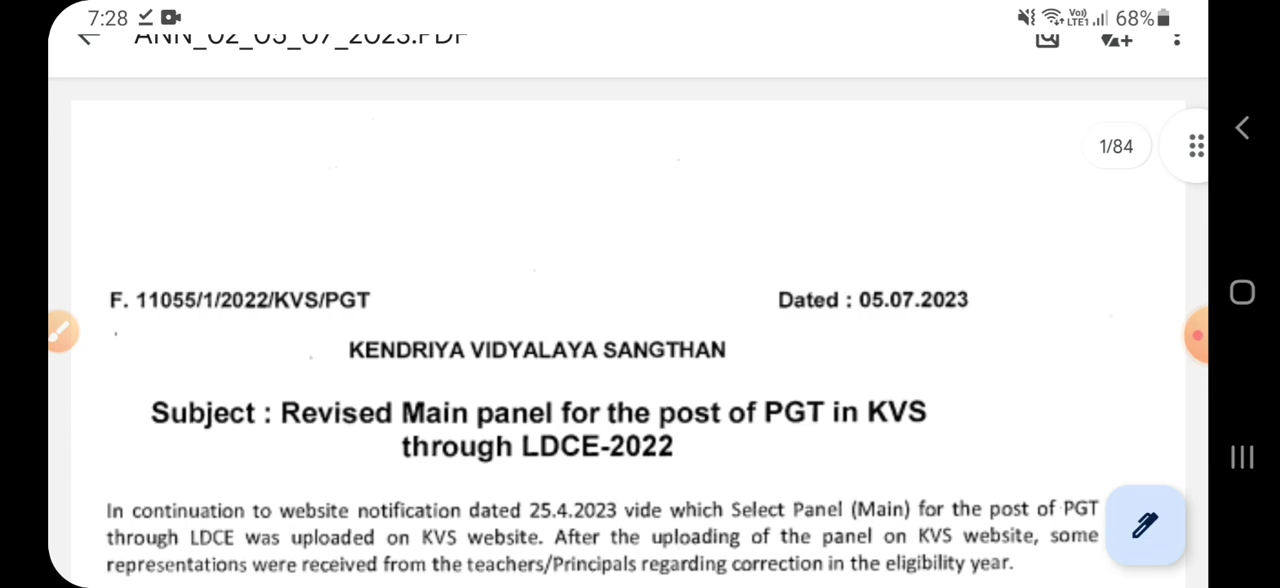 7:28
Vo)) LTE1 68%
ANN_02_05_07_2023.PDF
1/84
F. 11055/1/2022/KVS/PGT Dated : 05.07.2023
KENDRIYA VIDYALAYA SANGTHAN
Subject : Revised Main panel for the post of PGT in KVS
through LDCE-2022
In continuation to website notification dated 25.4.2023 vide which Select Panel (Main) for the post of PGT
through LDCE was uploaded on KVS website. After the uploading of the panel on KVS website, some
representations were received from the teachers/Principals regarding correction in the eligibility year.